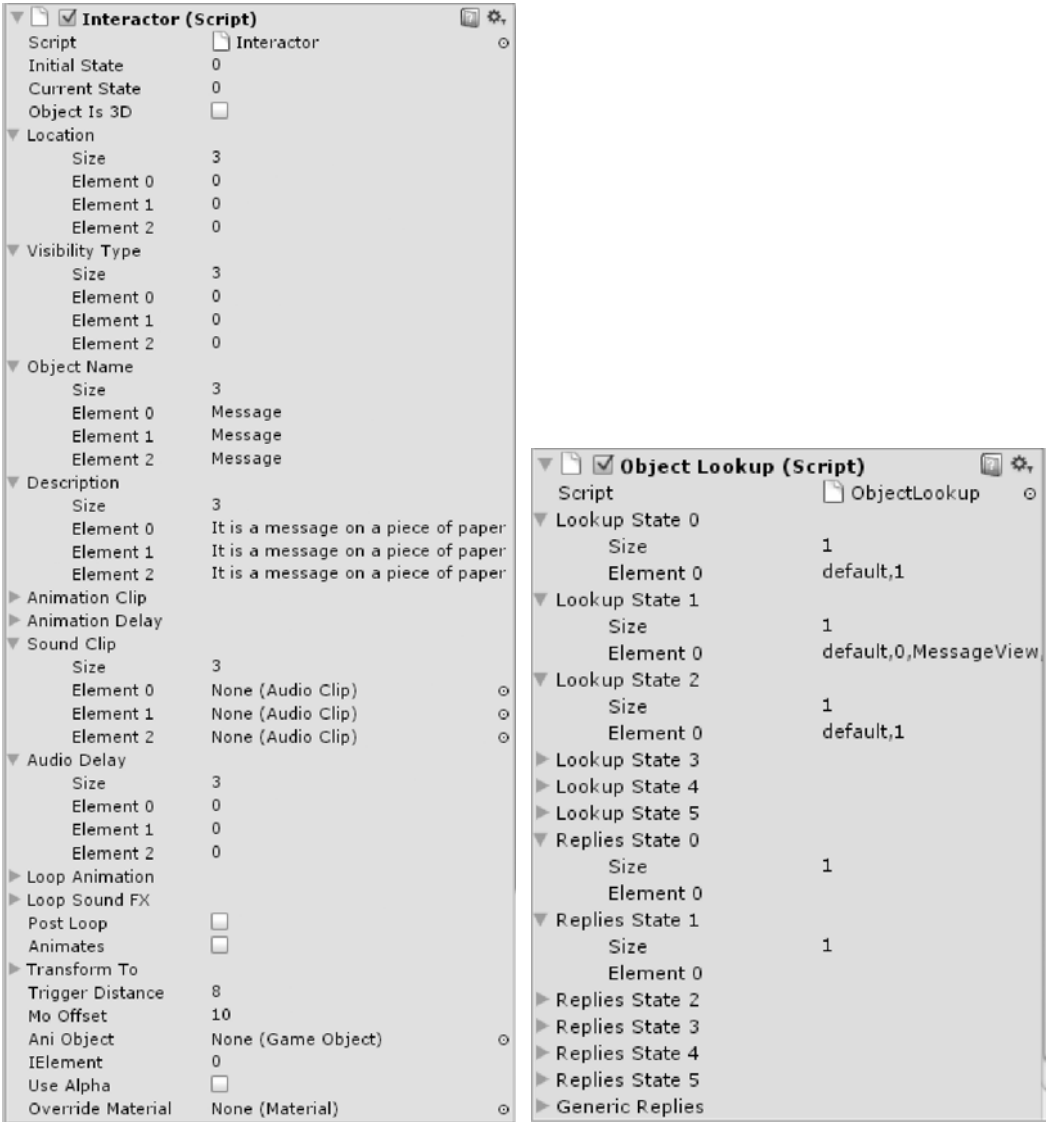 Interactor (Script)
Script Interactor
Initial State 0
Current State 0
Object Is 3D
Location
Size 3
Element 0 0
Element 1 0
Element 2 0
Visibility Type
Size 3
Element 0 0
Element 1 0
Element 2 0
Object Name
Size 3
Element 0 Message
Element 1 Message
Element 2 Message
Description
Size 3
Element 0 It is a message on a piece of paper
Element 1 It is a message on a piece of paper
Element 2 It is a message on a piece of paper
Animation Clip
Animation Delay
Sound Clip
Size 3
Element 0 None (Audio Clip)
Element 1 None (Audio Clip)
Element 2 None (Audio Clip)
Audio Delay
Size 3
Element 0 0
Element 1 0
Element 2 0
Loop Animation
Loop Sound FX
Post Loop
Animates
Transform To
Trigger Distance 8
Mo Offset 10
Ani Object None (Game Object)
IElement 0
Use Alpha
Override Material None (Material)
Object Lookup (Script)
Script ObjectLookup
Lookup State 0
Size 1
Element 0 default,1
Lookup State 1
Size 1
Element 0 default,0,MessageView,
Lookup State 2
Size 1
Element 0 default,1
Lookup State 3
Lookup State 4
Lookup State 5
Replies State 0
Size 1
Element 0
Replies State 1
Size 1
Element 0
Replies State 2
Replies State 3
Replies State 4
Replies State 5
Generic Replies